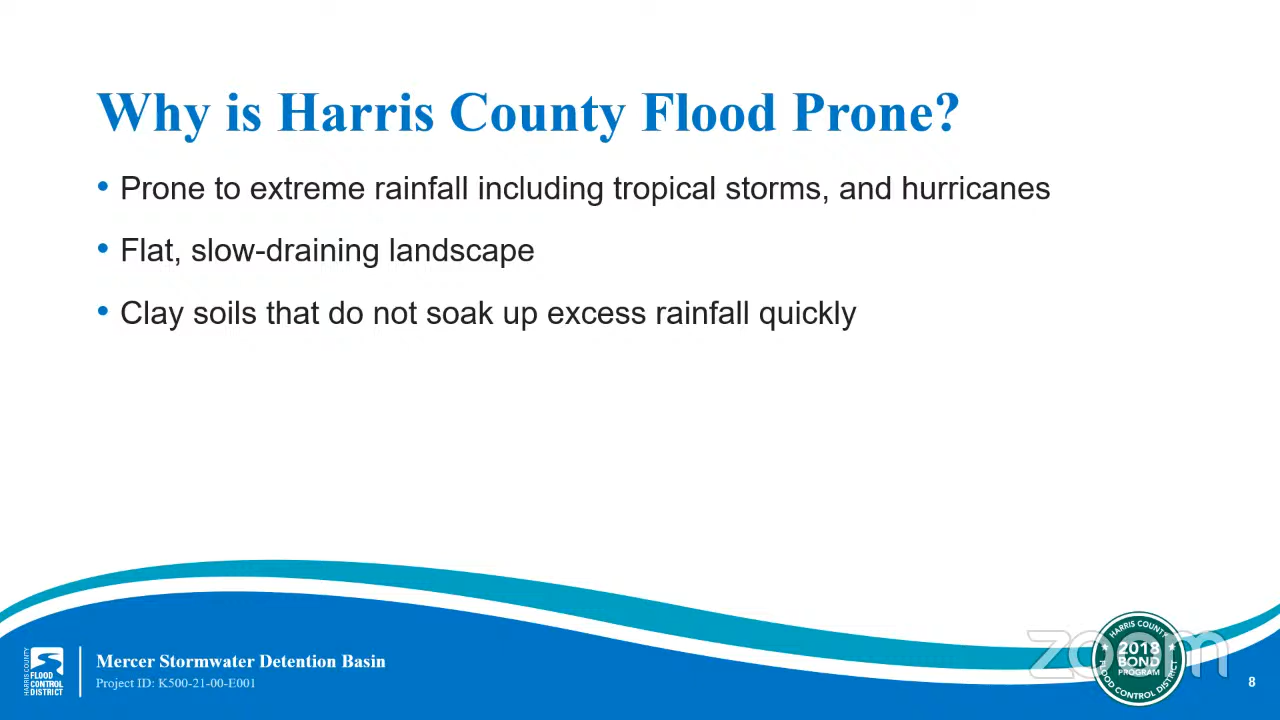 Why is Harris County Flood Prone?
• Prone to extreme rainfall including tropical storms, and hurricanes
• Flat, slow-draining landscape
• Clay soils that do not soak up excess rainfall quickly
HARRIS COUNTY
FLOOD
CONTROL
DISTRICT
Mercer Stormwater Detention Basin
Project ID: K500-21-00-E001
HARRIS COUNTY
2018
BOND
PROGRAM
FLOOD CONTROL DISTRICT
zoom
8